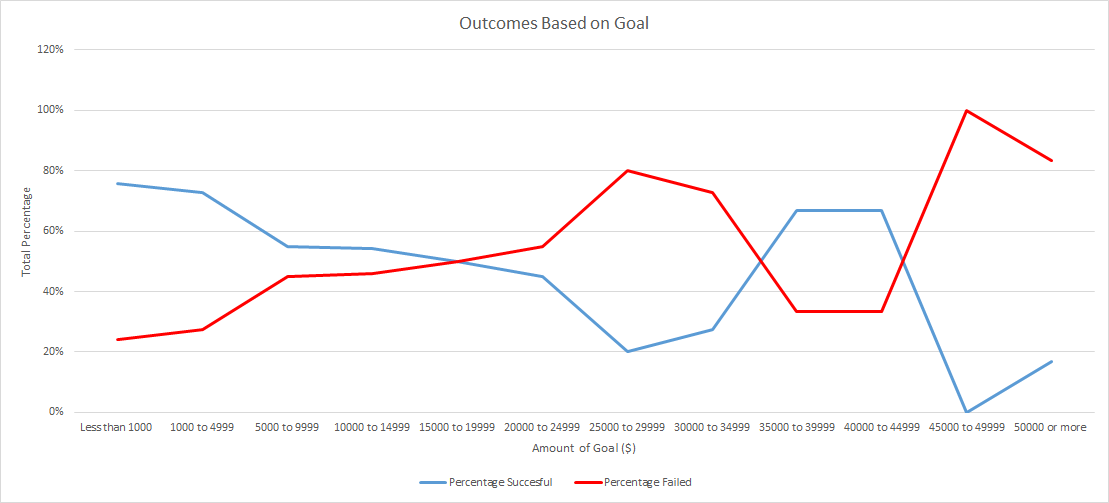 Outcomes Based on Goal
120%
100%
80%
60%
40%
20%
0%
Total Percentage
Less than 1000 1000 to 4999 5000 to 9999 10000 to 14999 15000 to 19999 20000 to 24999 25000 to 29999 30000 to 34999 35000 to 39999 40000 to 44999 45000 to 49999 50000 or more
Amount of Goal ($)
Percentage Succesful Percentage Failed